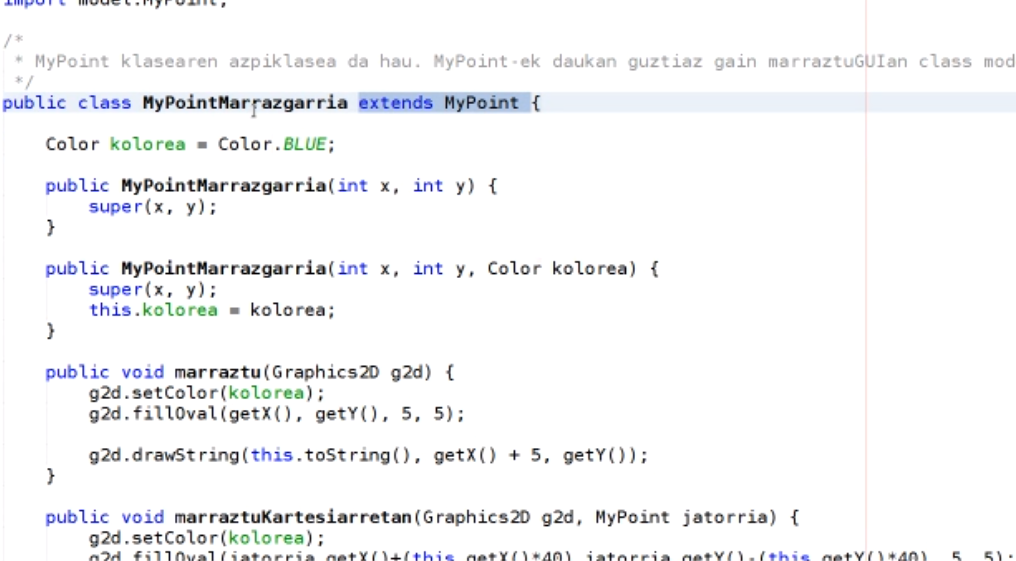 import model.MyPoint;
/*
 * MyPoint klasearen azpiklasea da hau. MyPoint-ek daukan guztiaz gain marraztuGUIan class mod
 */
public class MyPointMarrazgarria extends MyPoint {
Color kolorea = Color.BLUE;
public MyPointMarrazgarria(int x, int y) {
super(x, y);
}
public MyPointMarrazgarria(int x, int y, Color kolorea) {
super(x, y);
this.kolorea = kolorea;
}
public void marraztu(Graphics2D g2d) {
g2d.setColor(kolorea);
g2d.fillOval(getX(), getY(), 5, 5);
g2d.drawString(this.toString(), getX() + 5, getY());
}
public void marraztuKartesiarretan(Graphics2D g2d, MyPoint jatorria) {
g2d.setColor(kolorea);
g2d.fillOval(jatorria.getX()+(this.getX()*40),jatorria.getY()-(this.getY()*40), 5, 5);